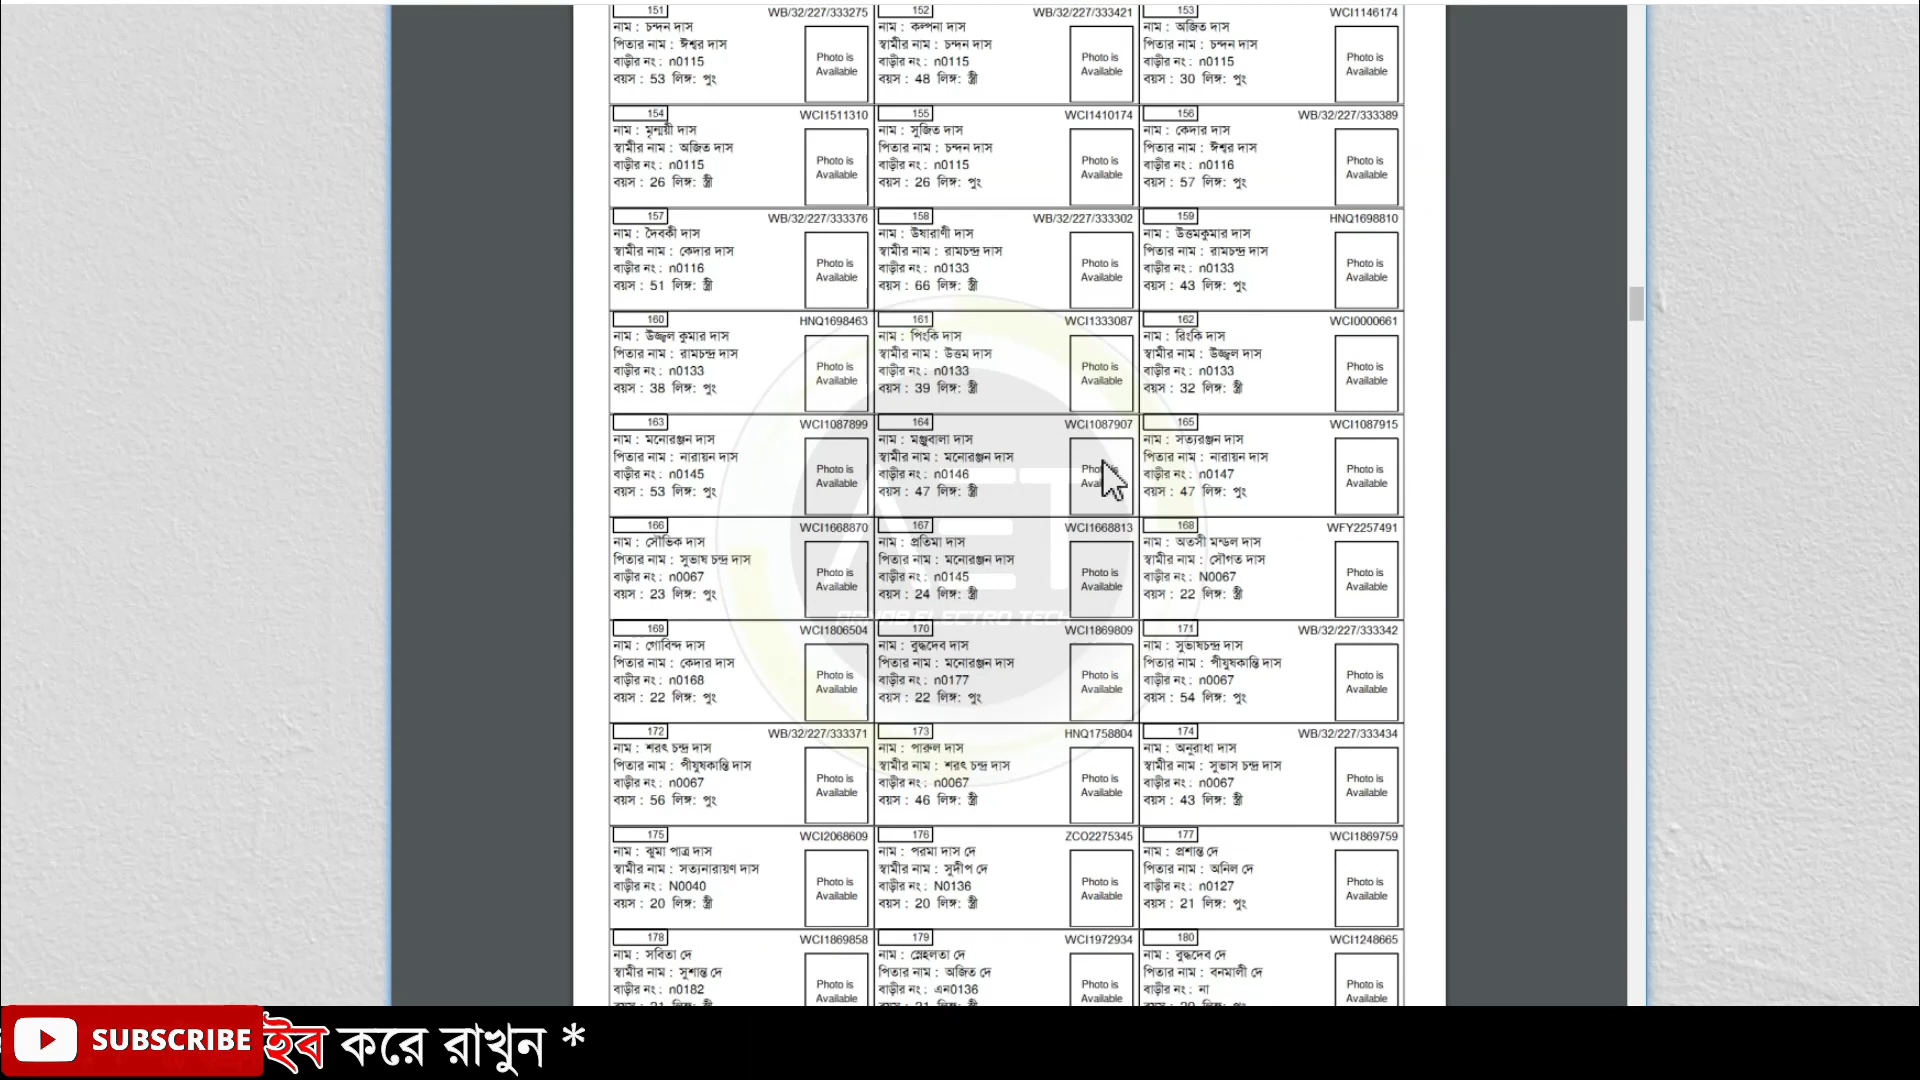 151 WB/32/227/333275
নাম : চন্দন দাস
পিতার নাম : ঈশ্বর দাস
বাড়ীর নং : n0115
বয়স : 53 লিঙ্গ: পুং
Photo is
Available
152 WB/32/227/333421
নাম : কল্পনা দাস
স্বামীর নাম : চন্দন দাস
বাড়ীর নং : n0115
বয়স : 48 লিঙ্গ: স্ত্রী
Photo is
Available
153 WCI1146174
নাম : অজিত দাস
পিতার নাম : চন্দন দাস
বাড়ীর নং : n0115
বয়স : 30 লিঙ্গ: পুং
Photo is
Available
154 WCI1511310
নাম : মৃন্ময়ী দাস
স্বামীর নাম : অজিত দাস
বাড়ীর নং : n0115
বয়স : 26 লিঙ্গ: স্ত্রী
Photo is
Available
155 WCI1410174
নাম : সুজিত দাস
পিতার নাম : চন্দন দাস
বাড়ীর নং : n0115
বয়স : 26 লিঙ্গ: পুং
Photo is
Available
156 WB/32/227/333389
নাম : কেদার দাস
পিতার নাম : ঈশ্বর দাস
বাড়ীর নং : n0116
বয়স : 57 লিঙ্গ: পুং
Photo is
Available
157 WB/32/227/333376
নাম : দৈবকী দাস
স্বামীর নাম : কেদার দাস
বাড়ীর নং : n0116
বয়স : 51 লিঙ্গ: স্ত্রী
Photo is
Available
158 WB/32/227/333302
নাম : উষারাণী দাস
স্বামীর নাম : রামচন্দ্র দাস
বাড়ীর নং : n0133
বয়স : 66 লিঙ্গ: স্ত্রী
Photo is
Available
159 HNQ1698810
নাম : উত্তমকুমার দাস
পিতার নাম : রামচন্দ্র দাস
বাড়ীর নং : n0133
বয়স : 43 লিঙ্গ: পুং
Photo is
Available
160 HNQ1698463
নাম : উজ্জ্বল কুমার দাস
পিতার নাম : রামচন্দ্র দাস
বাড়ীর নং : n0133
বয়স : 38 লিঙ্গ: পুং
Photo is
Available
161 WCI1333087
নাম : পিংকি দাস
স্বামীর নাম : উত্তম দাস
বাড়ীর নং : n0133
বয়স : 39 লিঙ্গ: স্ত্রী
Photo is
Available
162 WCI0000661
নাম : রিংকি দাস
স্বামীর নাম : উজ্জ্বল দাস
বাড়ীর নং : n0133
বয়স : 32 লিঙ্গ: স্ত্রী
Photo is
Available
163 WCI1087899
নাম : মনোরঞ্জন দাস
পিতার নাম : নারায়ন দাস
বাড়ীর নং : n0145
বয়স : 53 লিঙ্গ: পুং
Photo is
Available
164 WCI1087907
নাম : মঞ্জুবালা দাস
স্বামীর নাম : মনোরঞ্জন দাস
বাড়ীর নং : n0146
বয়স : 47 লিঙ্গ: স্ত্রী
165 WCI1087915
নাম : সত্যরঞ্জন দাস
পিতার নাম : নারায়ন দাস
বাড়ীর নং : n0147
বয়স : 47 লিঙ্গ: পুং
Photo is
Available
166 WCI1668870
নাম : সৌভিক দাস
পিতার নাম : সুভাষ চন্দ্র দাস
বাড়ীর নং : n0067
বয়স : 23 লিঙ্গ: পুং
Photo is
Available
167 WCI1668813
নাম : প্রতিমা দাস
পিতার নাম : মনোরঞ্জন দাস
বাড়ীর নং : n0145
বয়স : 24 লিঙ্গ: স্ত্রী
Photo is
Available
168 WFY2257491
নাম : অতসী মন্ডল দাস
স্বামীর নাম : সৌগত দাস
বাড়ীর নং : N0067
বয়স : 22 লিঙ্গ: স্ত্রী
Photo is
Available
169 WCI1806504
নাম : গোবিন্দ দাস
পিতার নাম : কেদার দাস
বাড়ীর নং : n0168
বয়স : 22 লিঙ্গ: পুং
Photo is
Available
170 WCI1869809
নাম : বুদ্ধদেব দাস
পিতার নাম : মনোরঞ্জন দাস
বাড়ীর নং : n0177
বয়স : 22 লিঙ্গ: পুং
Photo is
Available
171 WB/32/227/333342
নাম : সুভাষচন্দ্র দাস
পিতার নাম : পীযুষকান্তি দাস
বাড়ীর নং : n0067
বয়স : 54 লিঙ্গ: পুং
Photo is
Available
172 WB/32/227/333371
নাম : শরৎ চন্দ্র দাস
পিতার নাম : পীযুষকান্তি দাস
বাড়ীর নং : n0067
বয়স : 56 লিঙ্গ: পুং
Photo is
Available
173 HNQ1758804
নাম : পারুল দাস
স্বামীর নাম : শরৎ চন্দ্র দাস
বাড়ীর নং : n0067
বয়স : 46 লিঙ্গ: স্ত্রী
Photo is
Available
174 WB/32/227/333434
নাম : অনুরাধা দাস
স্বামীর নাম : সুভাস চন্দ্র দাস
বাড়ীর নং : n0067
বয়স : 43 লিঙ্গ: স্ত্রী
Photo is
Available
175 WCI2068609
নাম : ঝুমা পাত্র দাস
স্বামীর নাম : সত্যনারায়ণ দাস
বাড়ীর নং : N0040
বয়স : 20 লিঙ্গ: স্ত্রী
Photo is
Available
176 ZCO2275345
নাম : পরমা দাস দে
স্বামীর নাম : সুদীপ দে
বাড়ীর নং : N0136
বয়স : 20 লিঙ্গ: স্ত্রী
Photo is
Available
177 WCI1869759
নাম : প্রশান্ত দে
পিতার নাম : অনিল দে
বাড়ীর নং : n0127
বয়স : 21 লিঙ্গ: পুং
Photo is
Available
178 WCI1869858
নাম : সবিতা দে
স্বামীর নাম : সুশান্ত দে
বাড়ীর নং : n0182
Photo is
Available
179 WCI1972934
নাম : স্নেহলতা দে
পিতার নাম : অজিত দে
বাড়ীর নং : এন0136
Photo is
Available
180 WCI1248665
নাম : বুদ্ধদেব দে
পিতার নাম : বনমালী দে
বাড়ীর নং : না
Photo is
Available
AET
SUBSCRIBE ইব করে রাখুন *